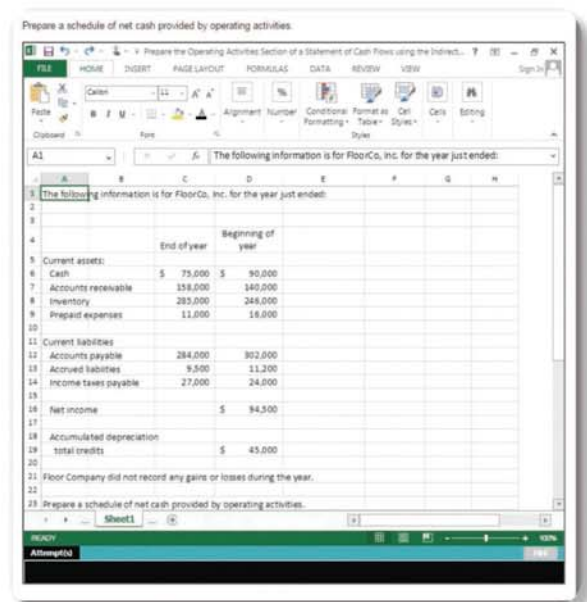 Prepare a schedule of net cash provided by operating activities.
Prepare the Operating Activities Section of a Statement of Cash Flows using the Indirect... ?
FILE HOME INSERT PAGE LAYOUT FORMULAS DATA REVIEW VIEW Sign In
Calibri 11 A A %
Paste B I U A Alignment Number Conditional Format as Cell Cells Editing
Formatting Table Styles
Clipboard Font Styles
A1 fx The following information is for FloorCo, Inc. for the year just ended:
A B C D E F G H
1 The following information is for FloorCo, Inc. for the year just ended:
2
3
4 End of year Beginning of year
5 Current assets:
6 Cash $ 75,000 $ 90,000
7 Accounts receivable 158,000 140,000
8 Inventory 285,000 246,000
9 Prepaid expenses 11,000 16,000
10
11 Current liabilities
12 Accounts payable 284,000 302,000
13 Accrued liabilities 9,500 11,200
14 Income taxes payable 27,000 24,000
15
16 Net income $ 94,500
17
18 Accumulated depreciation
19 total credits $ 45,000
20
21 Floor Company did not record any gains or losses during the year.
22
23 Prepare a schedule of net cash provided by operating activities.
... Sheet1 ...
READY 100%
Attempt(s)